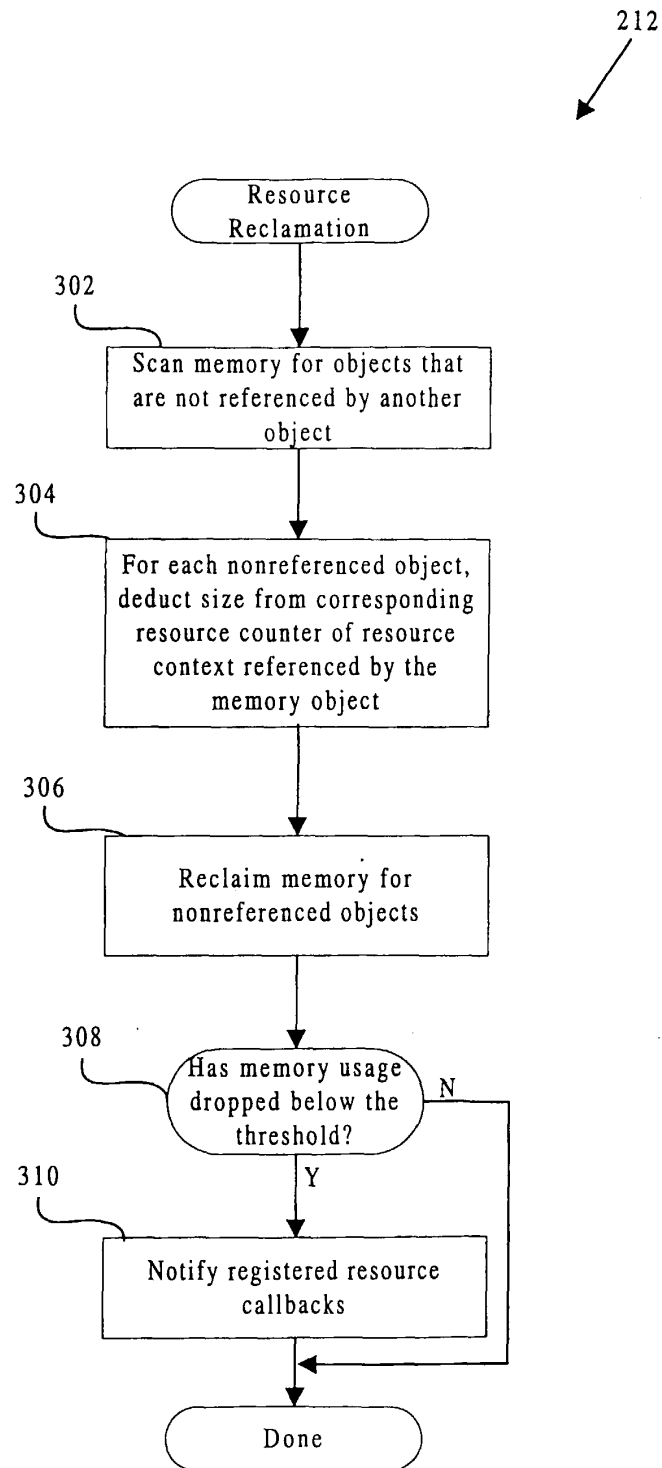 212
Resource
Reclamation
302
Scan memory for objects that
are not referenced by another
object
304
For each nonreferenced object,
deduct size from corresponding
resource counter of resource
context referenced by the
memory object
306
Reclaim memory for
nonreferenced objects
308
Has memory usage
dropped below the
threshold?
N
Y
310
Notify registered resource
callbacks
Done